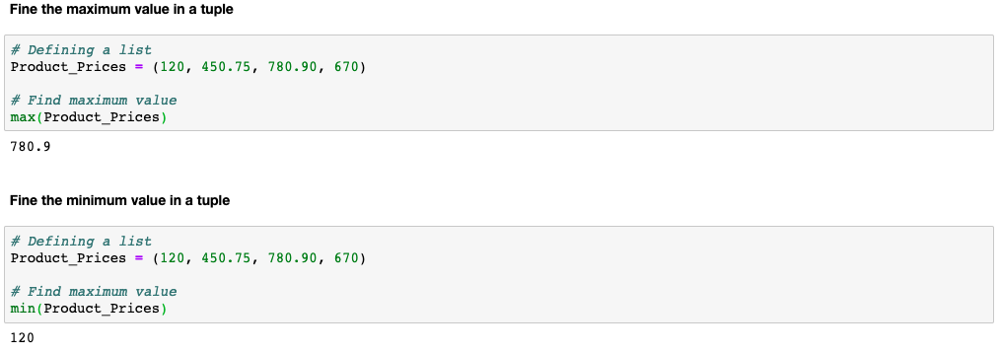 Fine the maximum value in a tuple
# Defining a list
Product_Prices = (120, 450.75, 780.90, 670)
# Find maximum value
max(Product_Prices)
780.9
Fine the minimum value in a tuple
# Defining a list
Product_Prices = (120, 450.75, 780.90, 670)
# Find maximum value
min(Product_Prices)
120